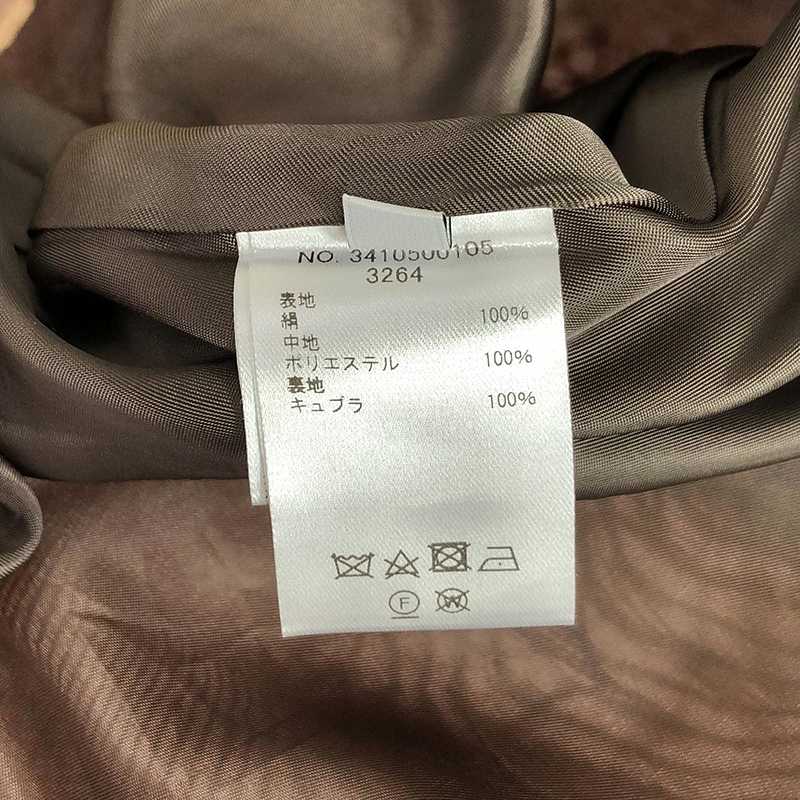 NO. 3410500105
3264
表地
絹 100%
中地
ポリエステル 100%
裏地
キュプラ 100%
F W